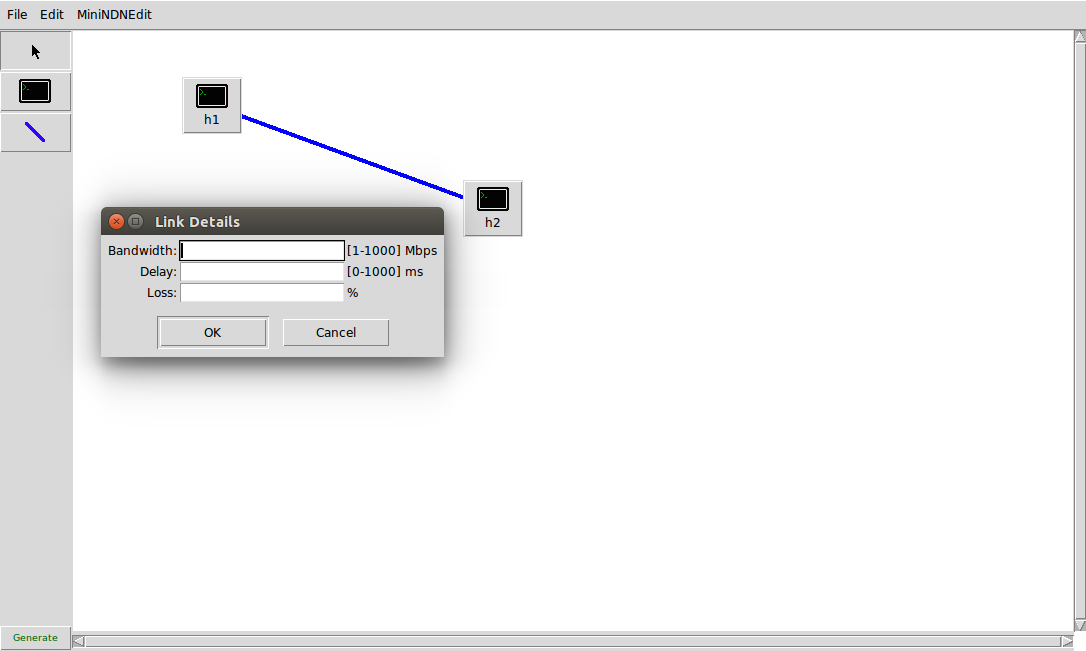 File Edit MiniNDNEdit
h1
h2
Link Details
Bandwidth: [1-1000] Mbps
Delay: [0-1000] ms
Loss: %
OK Cancel
Generate